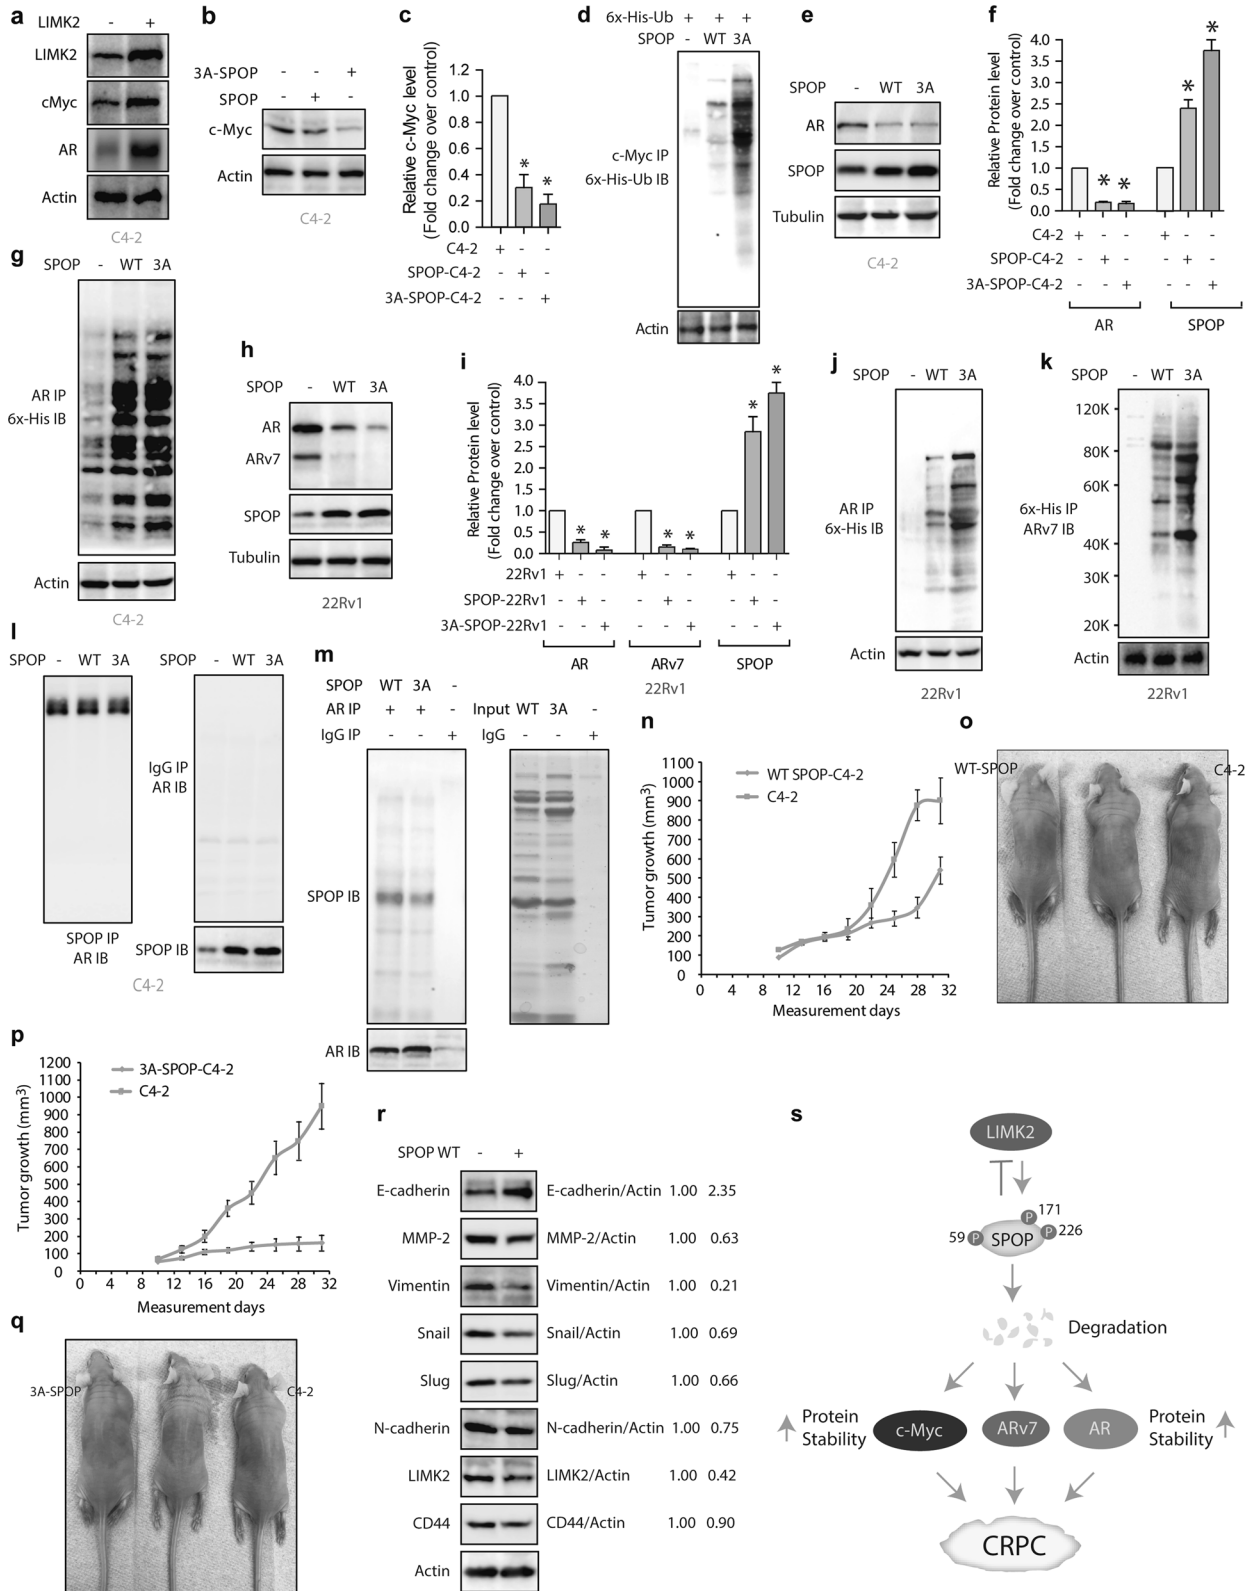 a
LIMK2 - +
LIMK2
cMyc
AR
Actin
C4-2
b
3A-SPOP - - +
SPOP - + -
c-Myc
Actin
C4-2
c
Relative c-Myc level
(Fold change over control)
1.2
1.0
0.8
0.6
0.4
0.2
0.0
* *
C4-2 + - -
SPOP-C4-2 - + -
3A-SPOP-C4-2 - - +
d
6x-His-Ub + + +
SPOP - WT 3A
c-Myc IP
6x-His-Ub IB
Actin
e
SPOP - WT 3A
AR
SPOP
Tubulin
C4-2
f
Relative Protein level
(Fold change over control)
4.0
3.5
3.0
2.5
2.0
1.5
1.0
0.5
0.0
* * * *
C4-2 + - - + - -
SPOP-C4-2 - + - - + -
3A-SPOP-C4-2 - - + - - +
AR SPOP
g
SPOP - WT 3A
AR IP
6x-His IB
Actin
C4-2
h
SPOP - WT 3A
AR
ARv7
SPOP
Tubulin
22Rv1
i
Relative Protein level
(Fold change over control)
4.0
3.5
3.0
2.5
2.0
1.5
1.0
0.5
0.0
* * * * * *
22Rv1 + - - + - - + - -
SPOP-22Rv1 - + - - + - - + -
3A-SPOP-22Rv1 - - + - - + - - +
AR ARv7 SPOP
22Rv1
j
SPOP - WT 3A
AR IP
6x-His IB
Actin
22Rv1
k
SPOP - WT 3A
120K
80K
60K
6x-His IP
ARv7 IB
40K
30K
20K
Actin
22Rv1
l
SPOP - WT 3A
SPOP IP
AR IB
SPOP - WT 3A
IgG IP
AR IB
SPOP IB
C4-2
m
SPOP WT 3A -
AR IP + + -
IgG IP - - +
SPOP IB
AR IB
Input WT 3A -
IgG - - +
n
Tumor growth (mm3)
1100
1000
900
800
700
600
500
400
300
200
100
0
WT SPOP-C4-2
C4-2
0 4 8 12 16 20 24 28 32
Measurement days
o
WT-SPOP C4-2
p
Tumor growth (mm3)
1200
1100
1000
900
800
700
600
500
400
300
200
100
0
3A-SPOP-C4-2
C4-2
0 4 8 12 16 20 24 28 32
Measurement days
q
3A-SPOP C4-2
r
SPOP WT - +
E-cadherin E-cadherin/Actin 1.00 2.35
MMP-2 MMP-2/Actin 1.00 0.63
Vimentin Vimentin/Actin 1.00 0.21
Snail Snail/Actin 1.00 0.69
Slug Slug/Actin 1.00 0.66
N-cadherin N-cadherin/Actin 1.00 0.75
LIMK2 LIMK2/Actin 1.00 0.42
CD44 CD44/Actin 1.00 0.90
Actin
s
LIMK2
P 171
59 P SPOP P 226
Degradation
Protein
Stability
c-Myc ARv7 AR
Protein
Stability
CRPC